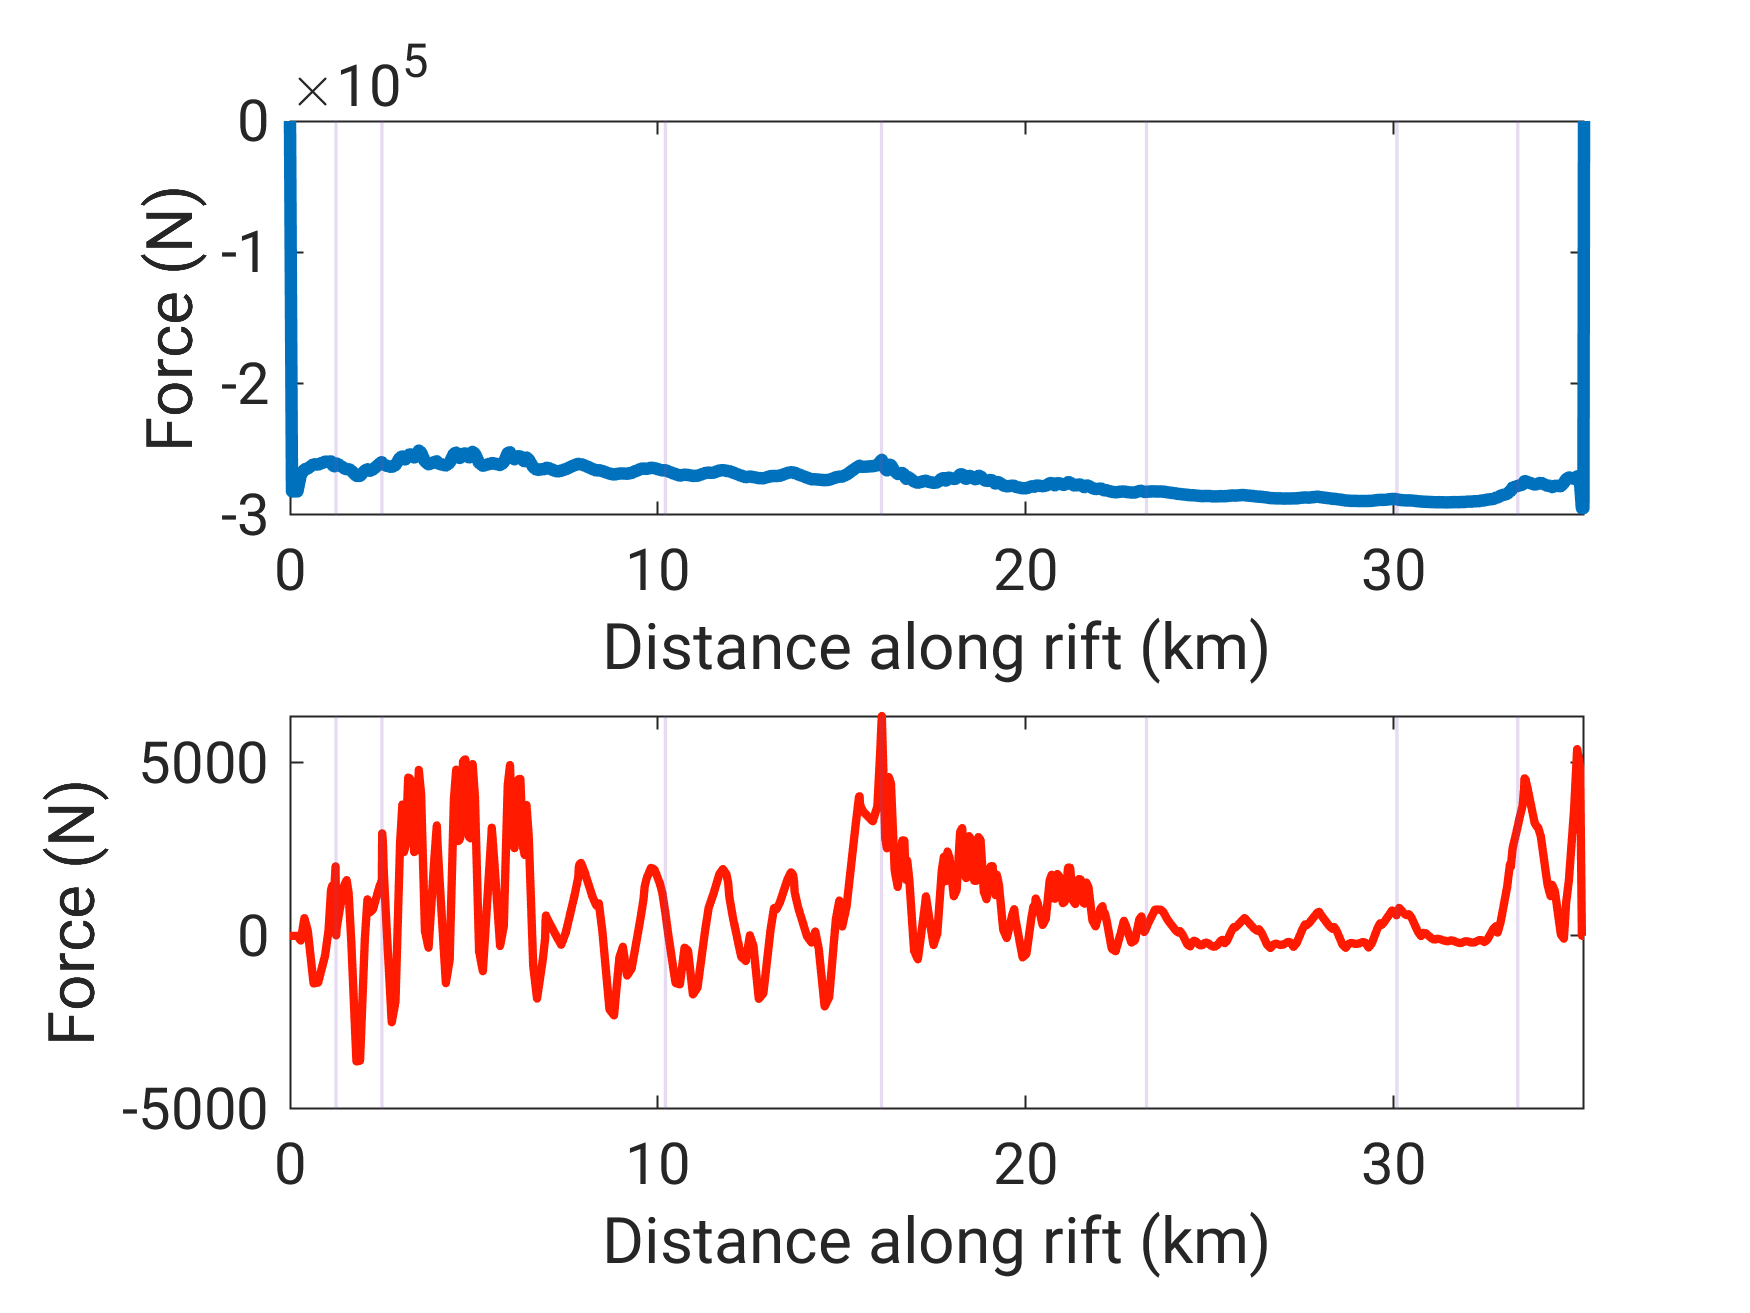 ×10^5
0
-1
-2
-3
Force (N)
0 10 20 30
Distance along rift (km)
5000
0
-5000
Force (N)
0 10 20 30
Distance along rift (km)